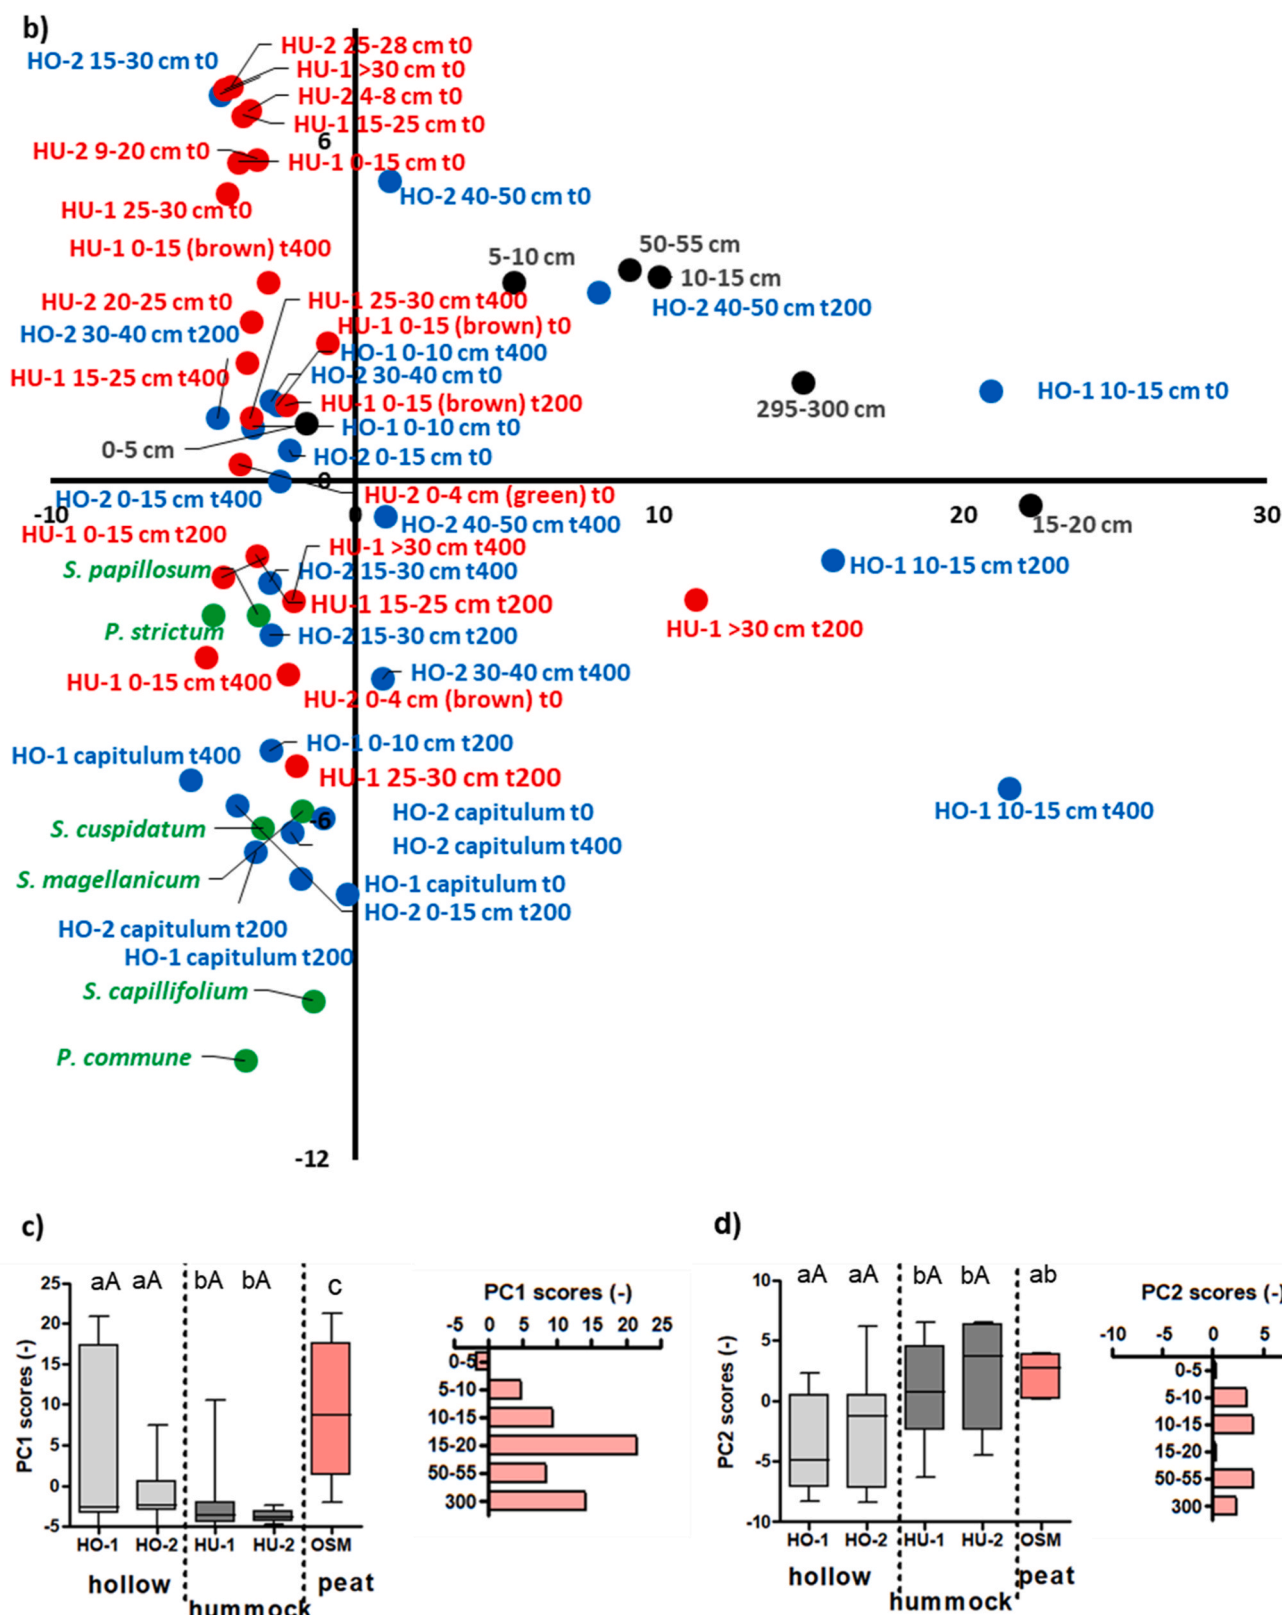 b)
HU-2 25-28 cm t0
HO-2 15-30 cm t0
HU-1 >30 cm t0
HU-2 4-8 cm t0
HU-1 15-25 cm t0
6
HU-2 9-20 cm t0
HU-1 0-15 cm t0
HO-2 40-50 cm t0
HU-1 25-30 cm t0
HU-1 0-15 (brown) t400
50-55 cm
5-10 cm
10-15 cm
HU-2 20-25 cm t0
HU-1 25-30 cm t400
HO-2 40-50 cm t200
HU-1 0-15 (brown) t0
HO-2 30-40 cm t200
HO-1 0-10 cm t400
HU-1 15-25 cm t400
HO-2 30-40 cm t0
HO-1 10-15 cm t0
HU-1 0-15 (brown) t200
295-300 cm
HO-1 0-10 cm t0
0-5 cm
HO-2 0-15 cm t0
0
HO-2 0-15 cm t400
HU-2 0-4 cm (green) t0
-10
0
10
20
30
HO-2 40-50 cm t400
15-20 cm
HU-1 0-15 cm t200
HU-1 >30 cm t400
S. papillosum
HO-2 15-30 cm t400
HO-1 10-15 cm t200
HU-1 15-25 cm t200
P. strictum
HO-2 15-30 cm t200
HU-1 >30 cm t200
HU-1 0-15 cm t400
HO-2 30-40 cm t400
HU-2 0-4 cm (brown) t0
HO-1 0-10 cm t200
HO-1 capitulum t400
HU-1 25-30 cm t200
HO-2 capitulum t0
HO-1 10-15 cm t400
-6
S. cuspidatum
HO-2 capitulum t400
S. magellanicum
HO-1 capitulum t0
HO-2 0-15 cm t200
HO-2 capitulum t200
HO-1 capitulum t200
S. capillifolium
P. commune
-12
c)
aA aA bA bA c
PC1 scores (-)
25
20
15
10
5
0
-5
HO-1 HO-2 HU-1 HU-2 OSM
hollow
hummock
peat
PC1 scores (-)
-5 0 5 10 15 20 25
0-5
5-10
10-15
15-20
50-55
300
d)
aA aA bA bA ab
PC2 scores (-)
10
5
0
-5
-10
HO-1 HO-2 HU-1 HU-2 OSM
hollow
hummock
peat
PC2 scores (-)
-10 -5 0 5
0-5
5-10
10-15
15-20
50-55
300